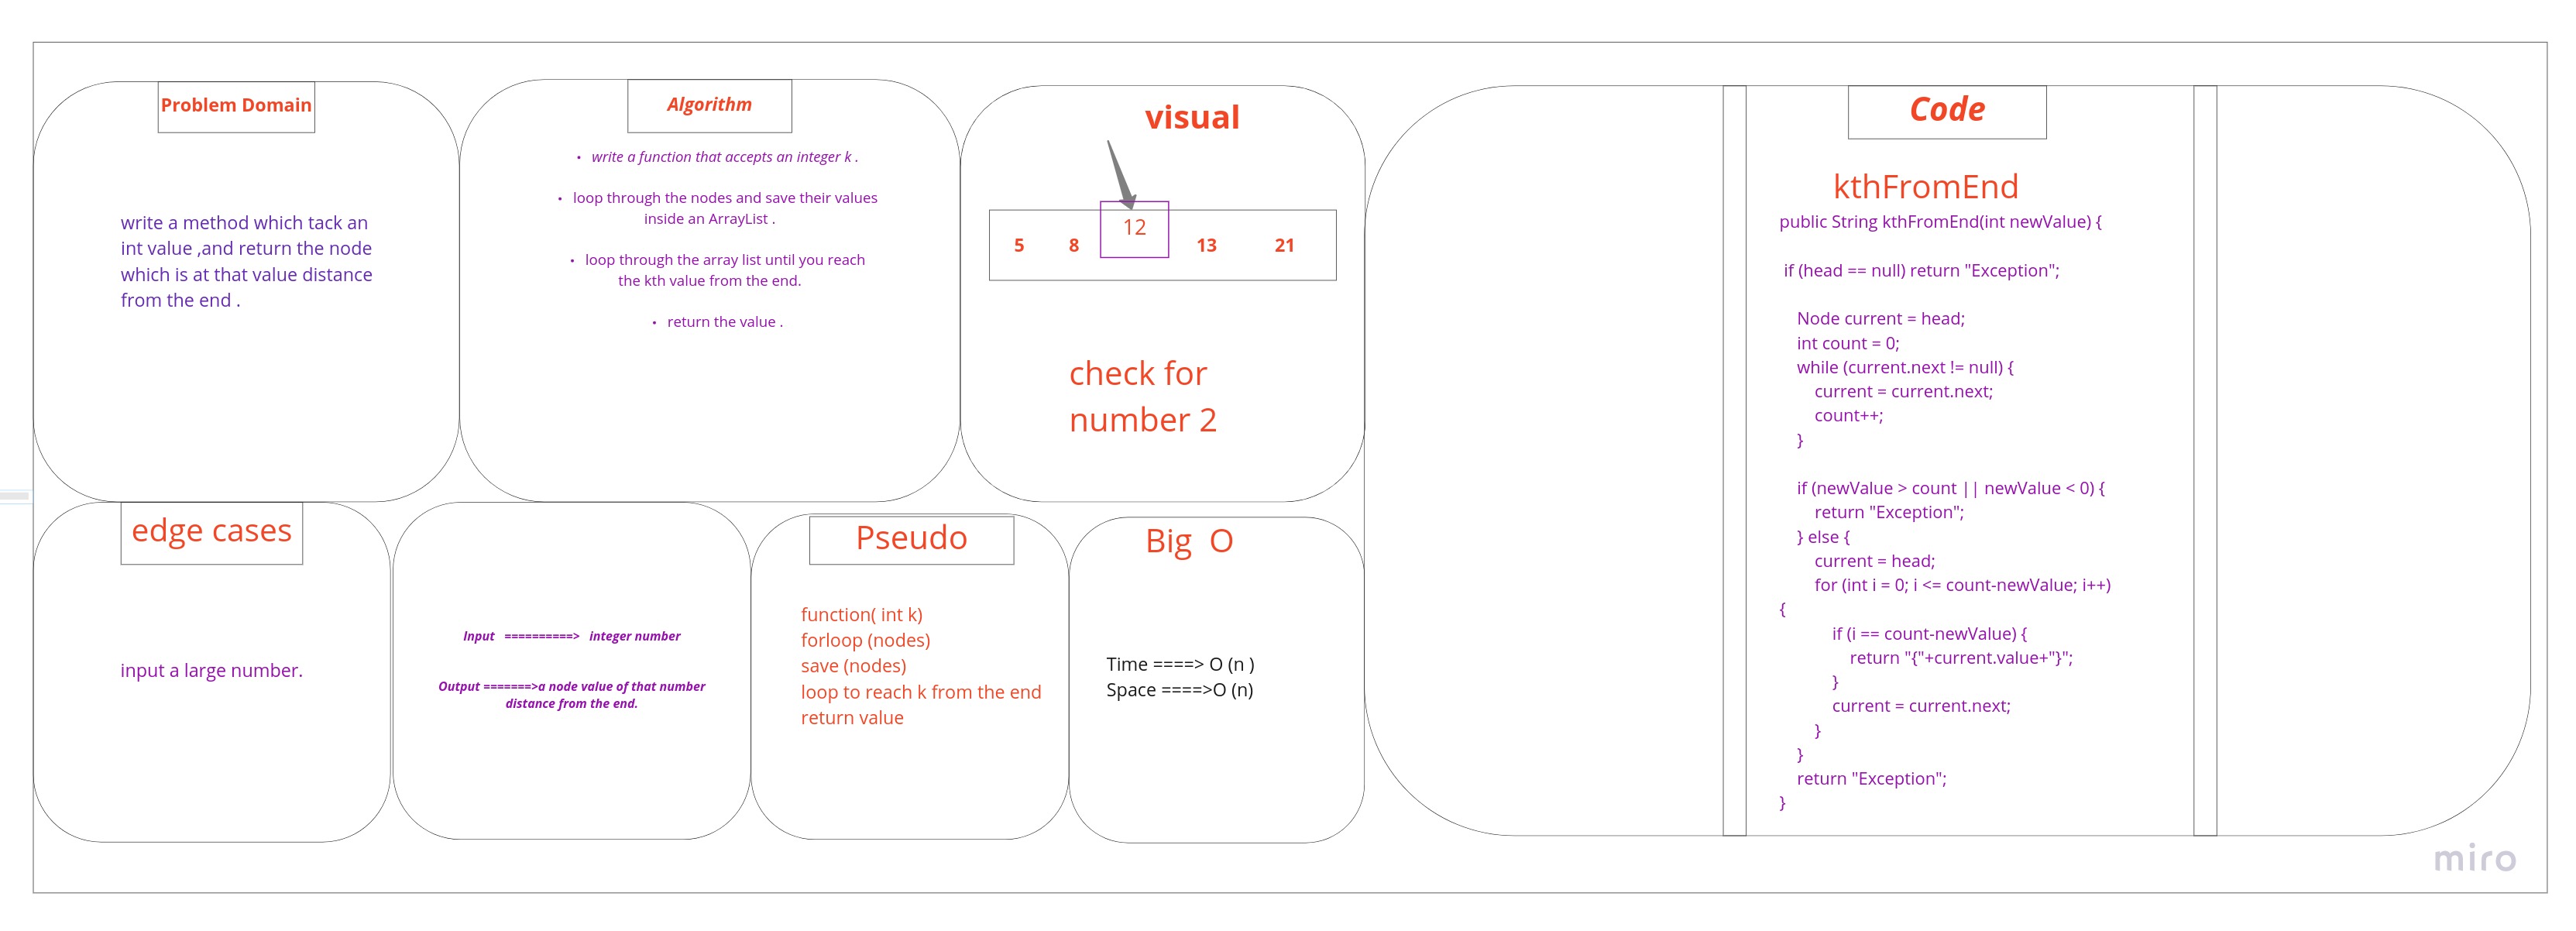 Problem Domain
write a method which tack an
int value ,and return the node
which is at that value distance
from the end .
Algorithm
• write a function that accepts an integer k .
• loop through the nodes and save their values
inside an ArrayList .
• loop through the array list until you reach
the kth value from the end.
• return the value .
visual
5 8 12 13 21
check for
number 2
edge cases
input a large number.
Input ==========> integer number
Output =======>a node value of that number
distance from the end.
Pseudo
function( int k)
forloop (nodes)
save (nodes)
loop to reach k from the end
return value
Big O
Time ====> O (n )
Space ====>O (n)
Code
kthFromEnd
public String kthFromEnd(int newValue) {
if (head == null) return "Exception";
Node current = head;
int count = 0;
while (current.next != null) {
current = current.next;
count++;
}
if (newValue > count || newValue < 0) {
return "Exception";
} else {
current = head;
for (int i = 0; i <= count-newValue; i++)
{
if (i == count-newValue) {
return "{"+current.value+"}";
}
current = current.next;
}
}
return "Exception";
}
miro